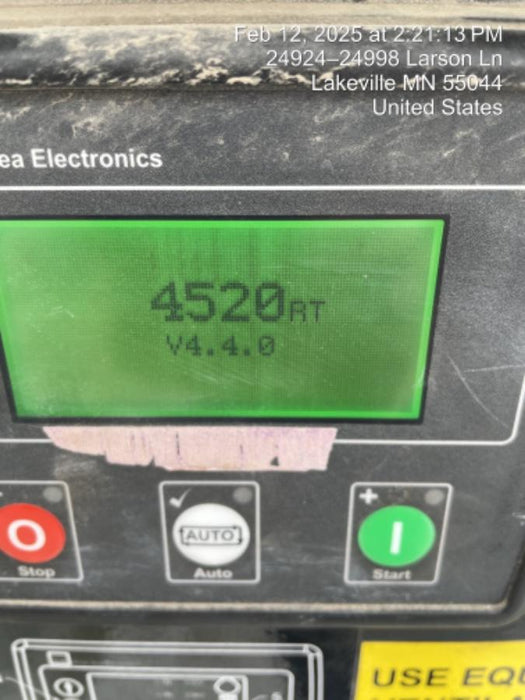 Feb 12, 2025 at 2:21:13 PM
24924–24998 Larson Ln
Lakeville MN 55044
United States
ea Electronics
4520RT
V4.4.0
O
AUTO
I
Stop
Auto
Start
USE EQU